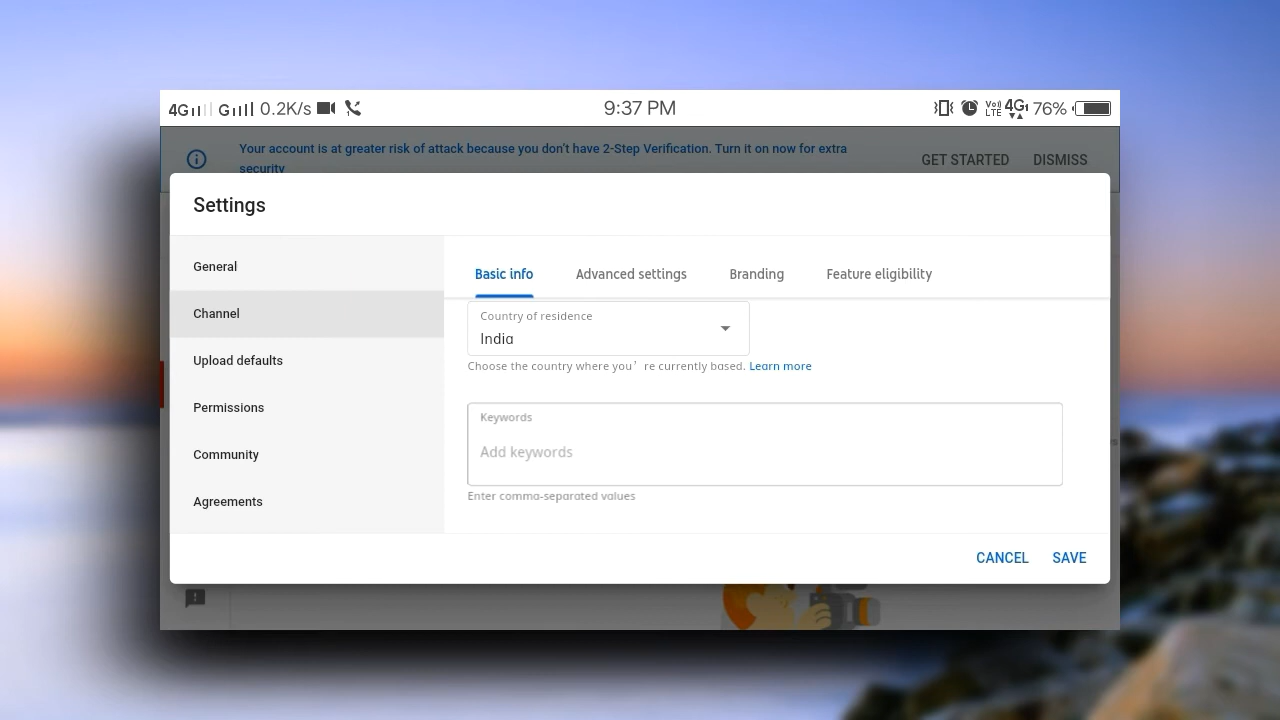 4G G 0.2K/s 9:37 PM VoLTE 4G 76%
Your account is at greater risk of attack because you don't have 2-Step Verification. Turn it on now for extra
security
GET STARTED DISMISS
Settings
General
Channel
Upload defaults
Permissions
Community
Agreements
Basic info Advanced settings Branding Feature eligibility
Country of residence
India
Choose the country where you’ re currently based. Learn more
Keywords
Add keywords
Enter comma-separated values
CANCEL SAVE